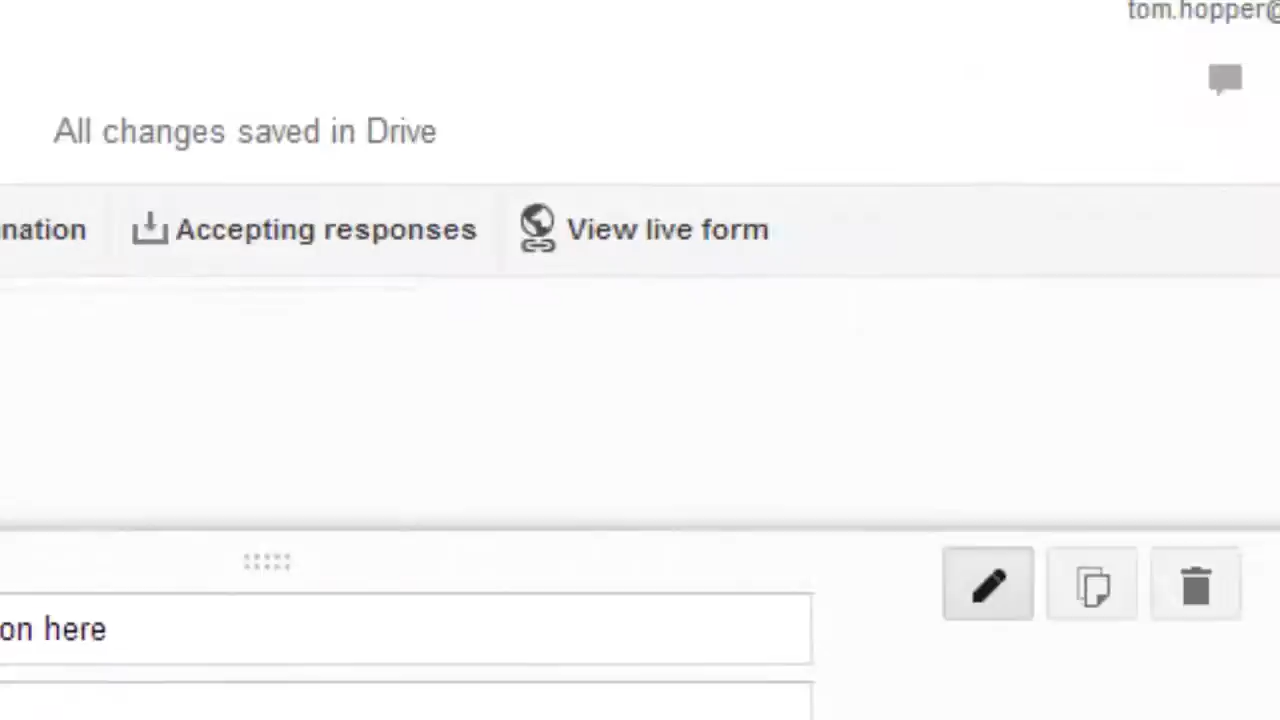 tom.hopper@
All changes saved in Drive
nation Accepting responses View live form
on here